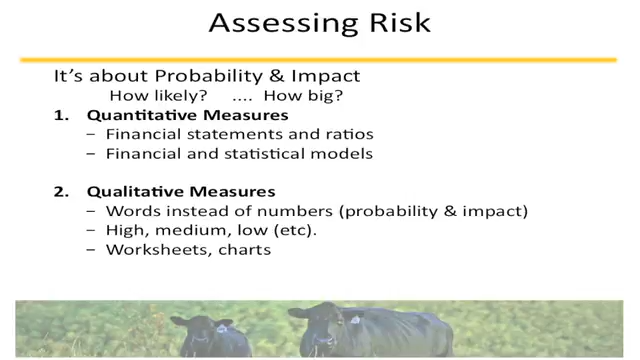 Assessing Risk
It's about Probability & Impact
How likely? .... How big?
1. Quantitative Measures
– Financial statements and ratios
– Financial and statistical models
2. Qualitative Measures
– Words instead of numbers (probability & impact)
– High, medium, low (etc).
– Worksheets, charts